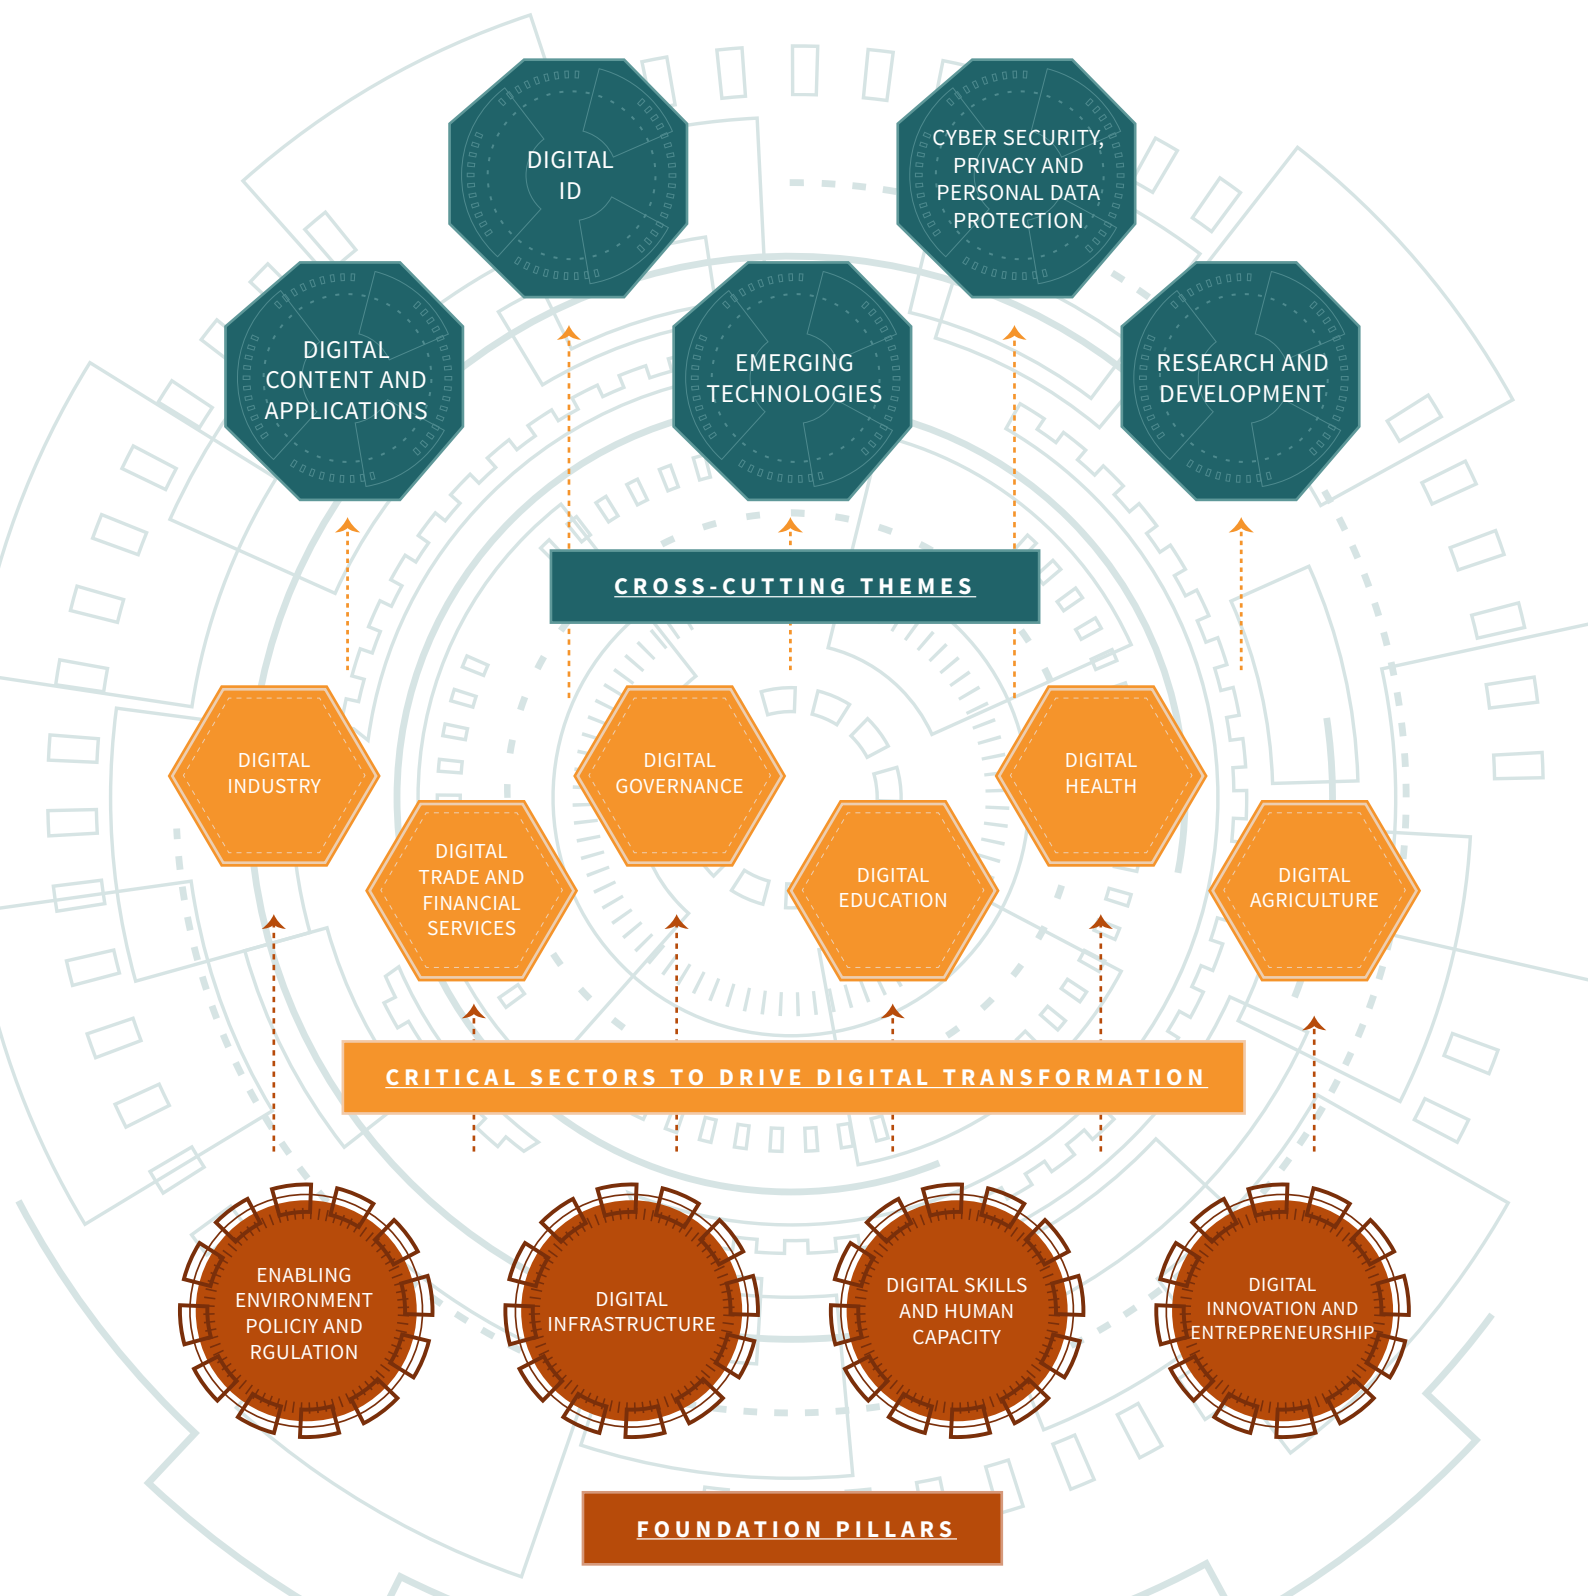 DIGITAL
ID
CYBER SECURITY,
PRIVACY AND
PERSONAL DATA
PROTECTION
DIGITAL
CONTENT AND
APPLICATIONS
EMERGING
TECHNOLOGIES
RESEARCH AND
DEVELOPMENT
CROSS-CUTTING THEMES
DIGITAL
INDUSTRY
DIGITAL
TRADE AND
FINANCIAL
SERVICES
DIGITAL
GOVERNANCE
DIGITAL
EDUCATION
DIGITAL
HEALTH
DIGITAL
AGRICULTURE
CRITICAL SECTORS TO DRIVE DIGITAL TRANSFORMATION
ENABLING
ENVIRONMENT
POLICIY AND
RGULATION
DIGITAL
INFRASTRUCTURE
DIGITAL SKILLS
AND HUMAN
CAPACITY
DIGITAL
INNOVATION AND
ENTREPRENEURSHIP
FOUNDATION PILLARS